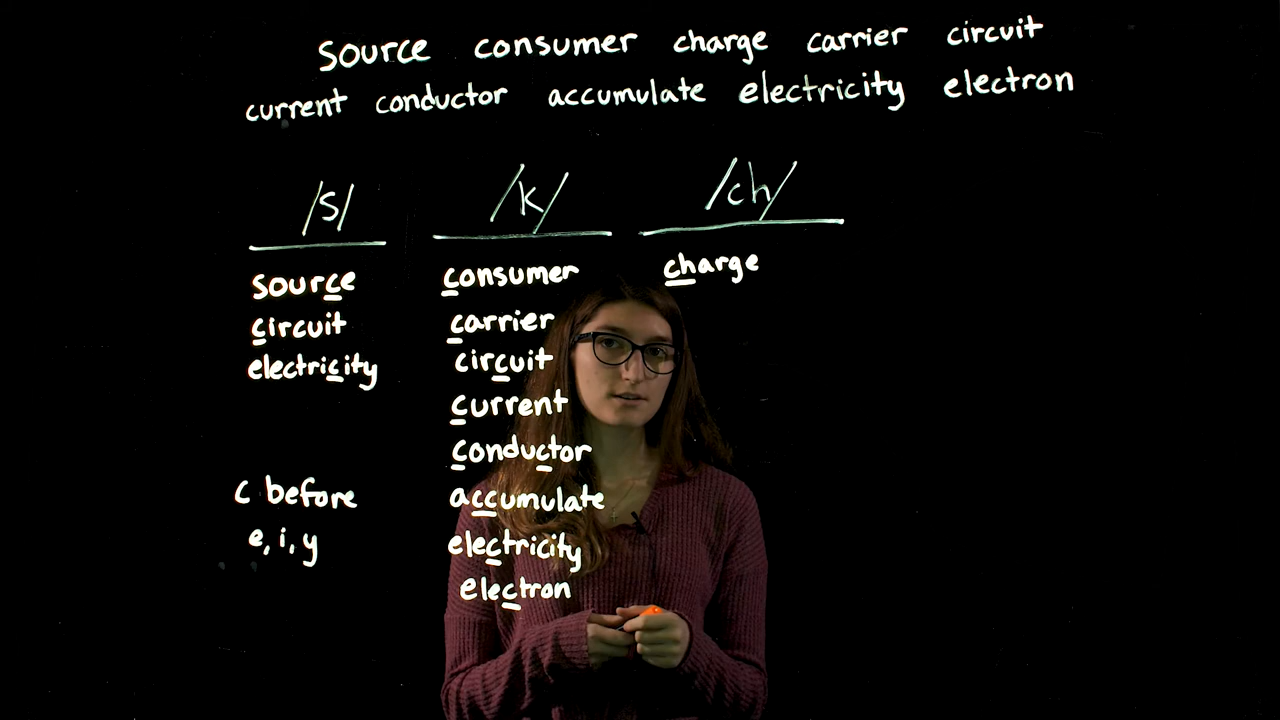 source consumer charge carrier circuit
current conductor accumulate electricity electron
/s/ /k/ /ch/
source consumer charge
circuit carrier
electricity circuit
current
conductor
c before accumulate
e, i, y electricity
electron